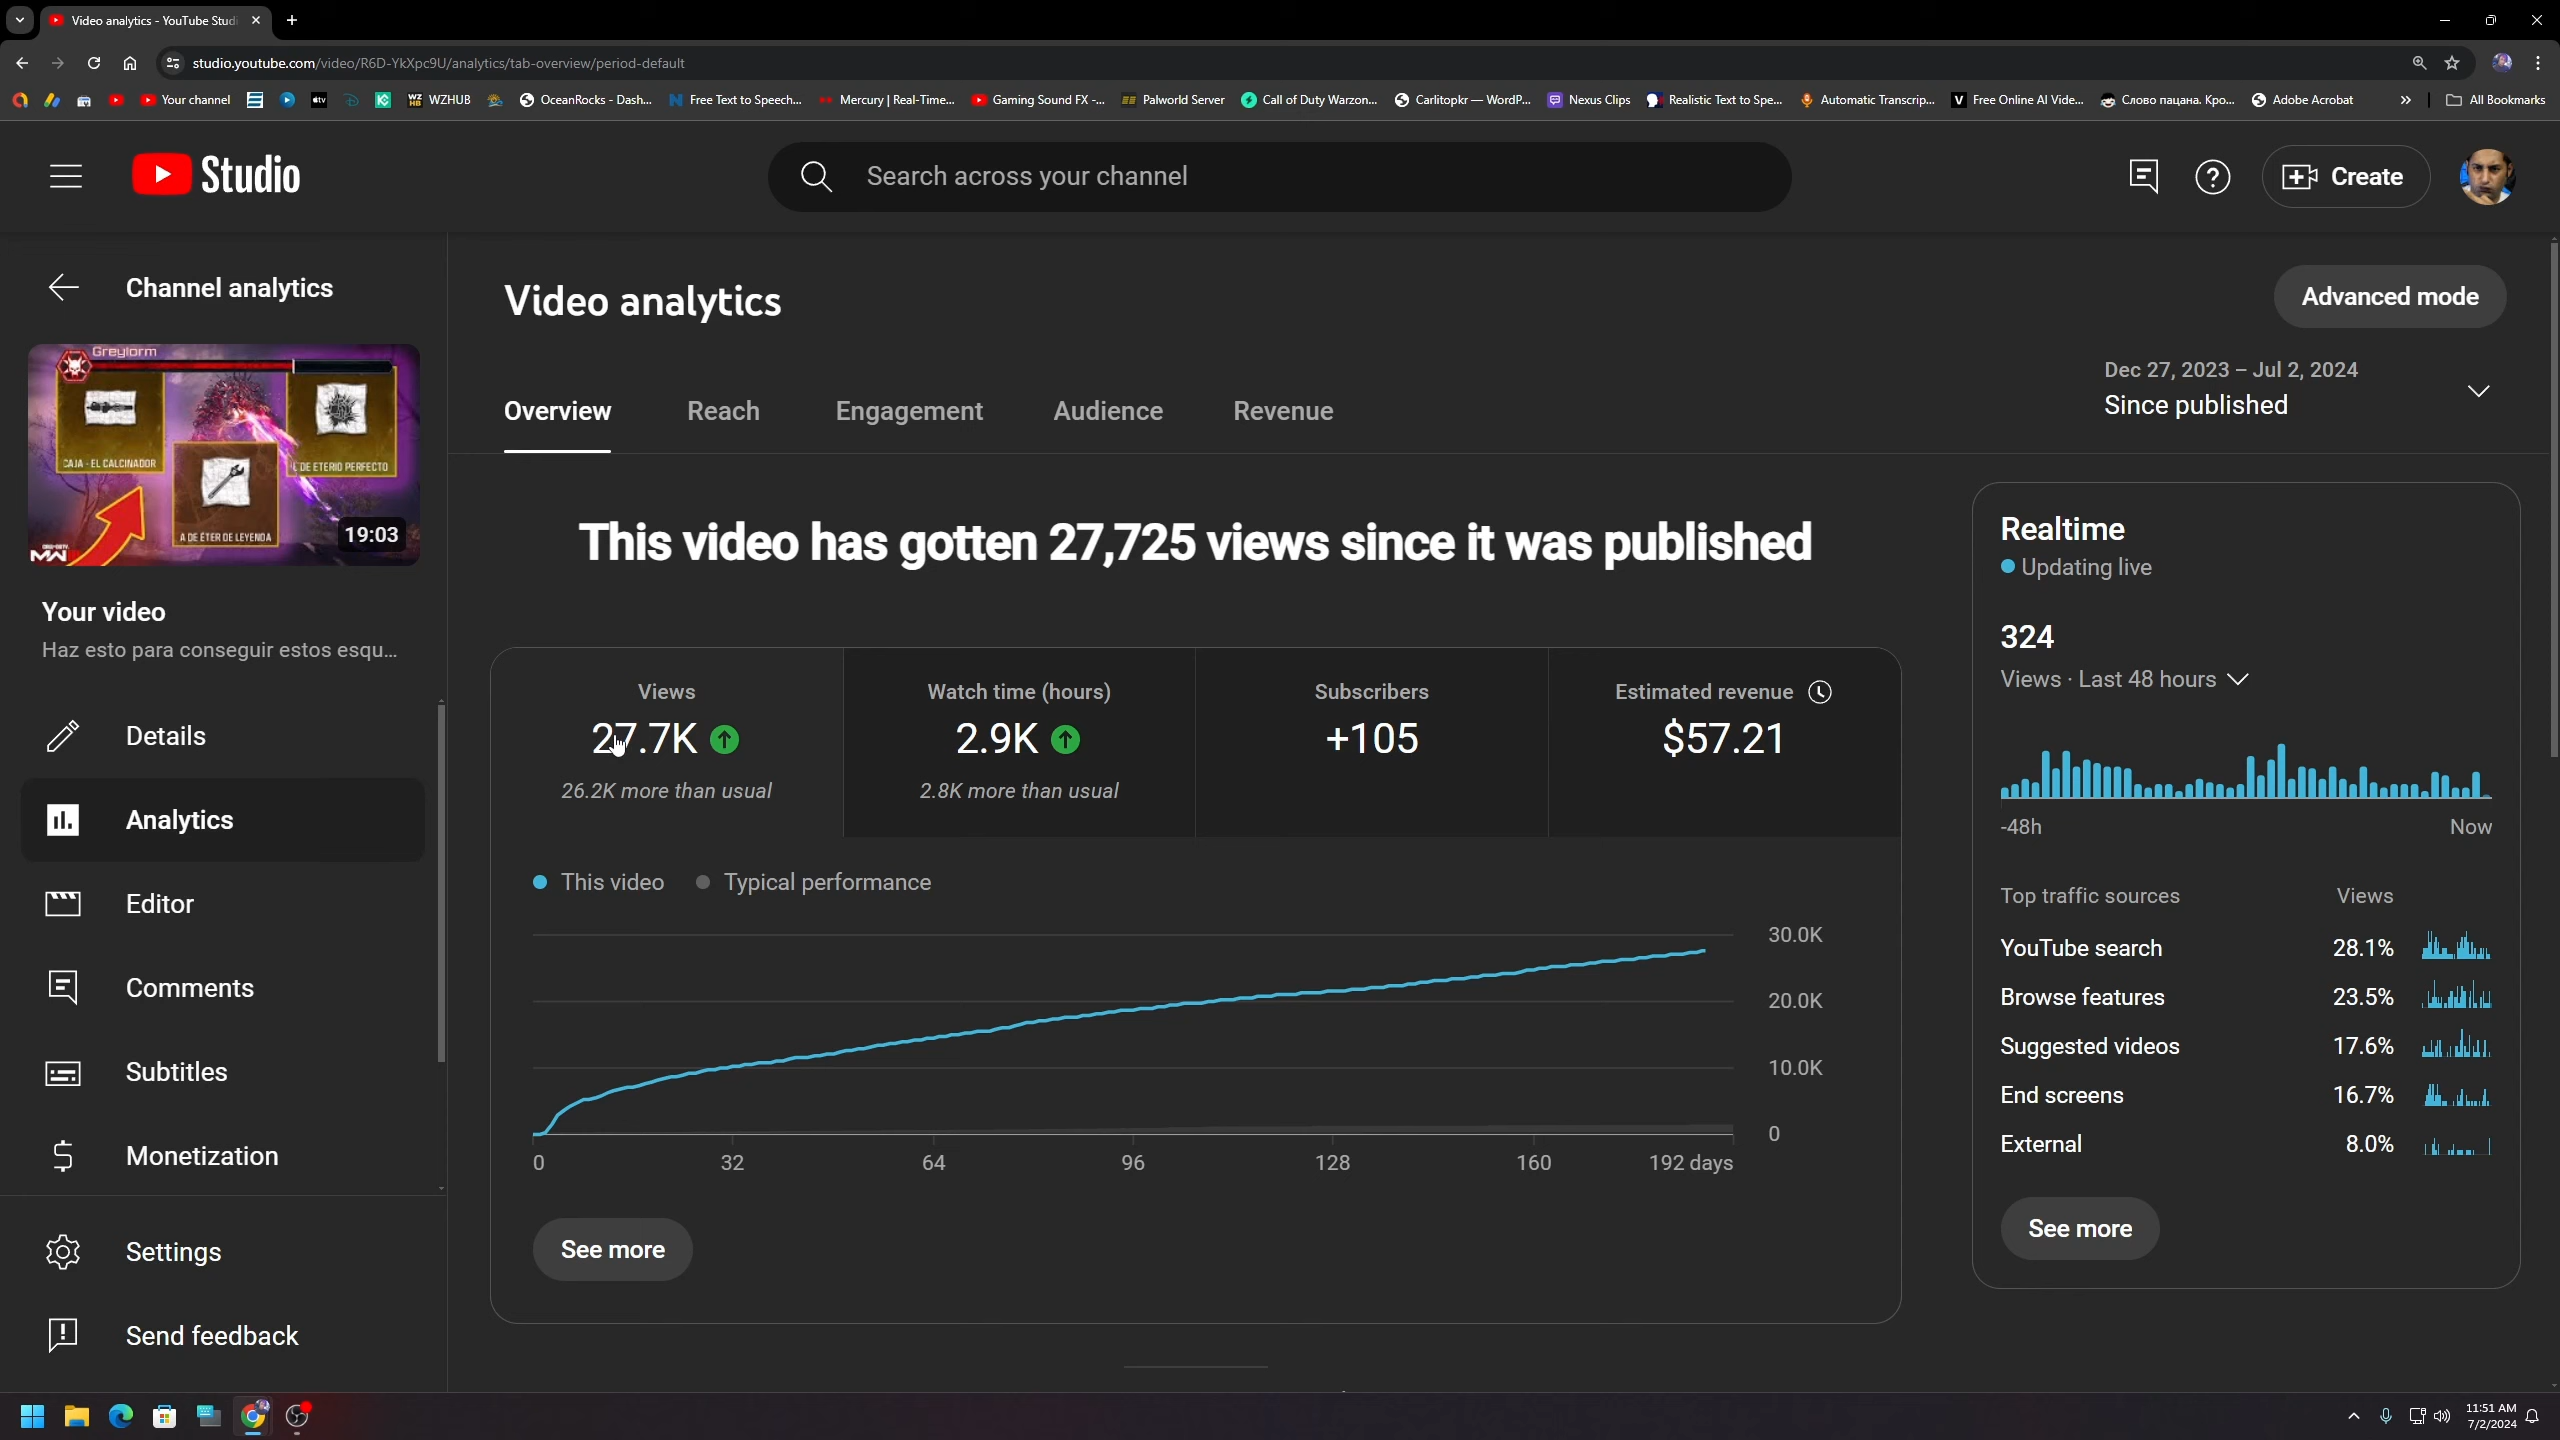 Video analytics - YouTube Studi
studio.youtube.com/video/R6D-YkXpc9U/analytics/tab-overview/period-default
Your channel
WZHUB
OceanRocks - Dash...
Free Text to Speech...
Mercury | Real-Time...
Gaming Sound FX -...
Palworld Server
Call of Duty Warzon...
Carlitopkr — WordP...
Nexus Clips
Realistic Text to Spe...
Automatic Transcrip...
Free Online AI Vide...
Слово пацана. Кро...
Adobe Acrobat
All Bookmarks
Studio
Search across your channel
Create
Channel analytics
Greylorm
CAJA - EL CALCINADOR
DE ETERIO PERFECTO
A DE ÉTER DE LEYENDA
19:03
MW
Your video
Haz esto para conseguir estos esqu...
Details
Analytics
Editor
Comments
Subtitles
Monetization
Settings
Send feedback
Video analytics
Advanced mode
Overview
Reach
Engagement
Audience
Revenue
Dec 27, 2023 – Jul 2, 2024
Since published
This video has gotten 27,725 views since it was published
Views
27.7K
26.2K more than usual
Watch time (hours)
2.9K
2.8K more than usual
Subscribers
+105
Estimated revenue
$57.21
This video
Typical performance
30.0K
20.0K
10.0K
0
0 32 64 96 128 160 192 days
See more
Realtime
Updating live
324
Views · Last 48 hours
-48h Now
Top traffic sources Views
YouTube search 28.1%
Browse features 23.5%
Suggested videos 17.6%
End screens 16.7%
External 8.0%
See more
11:51 AM
7/2/2024